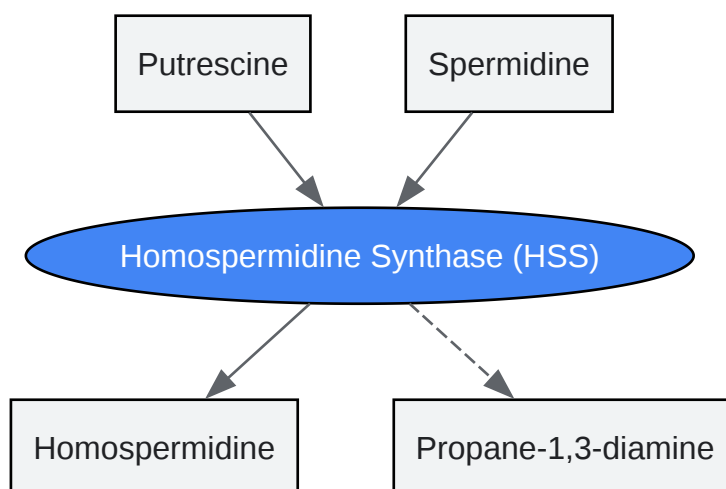 Putrescine
Spermidine
Homospermidine Synthase (HSS)
Homospermidine
Propane-1,3-diamine